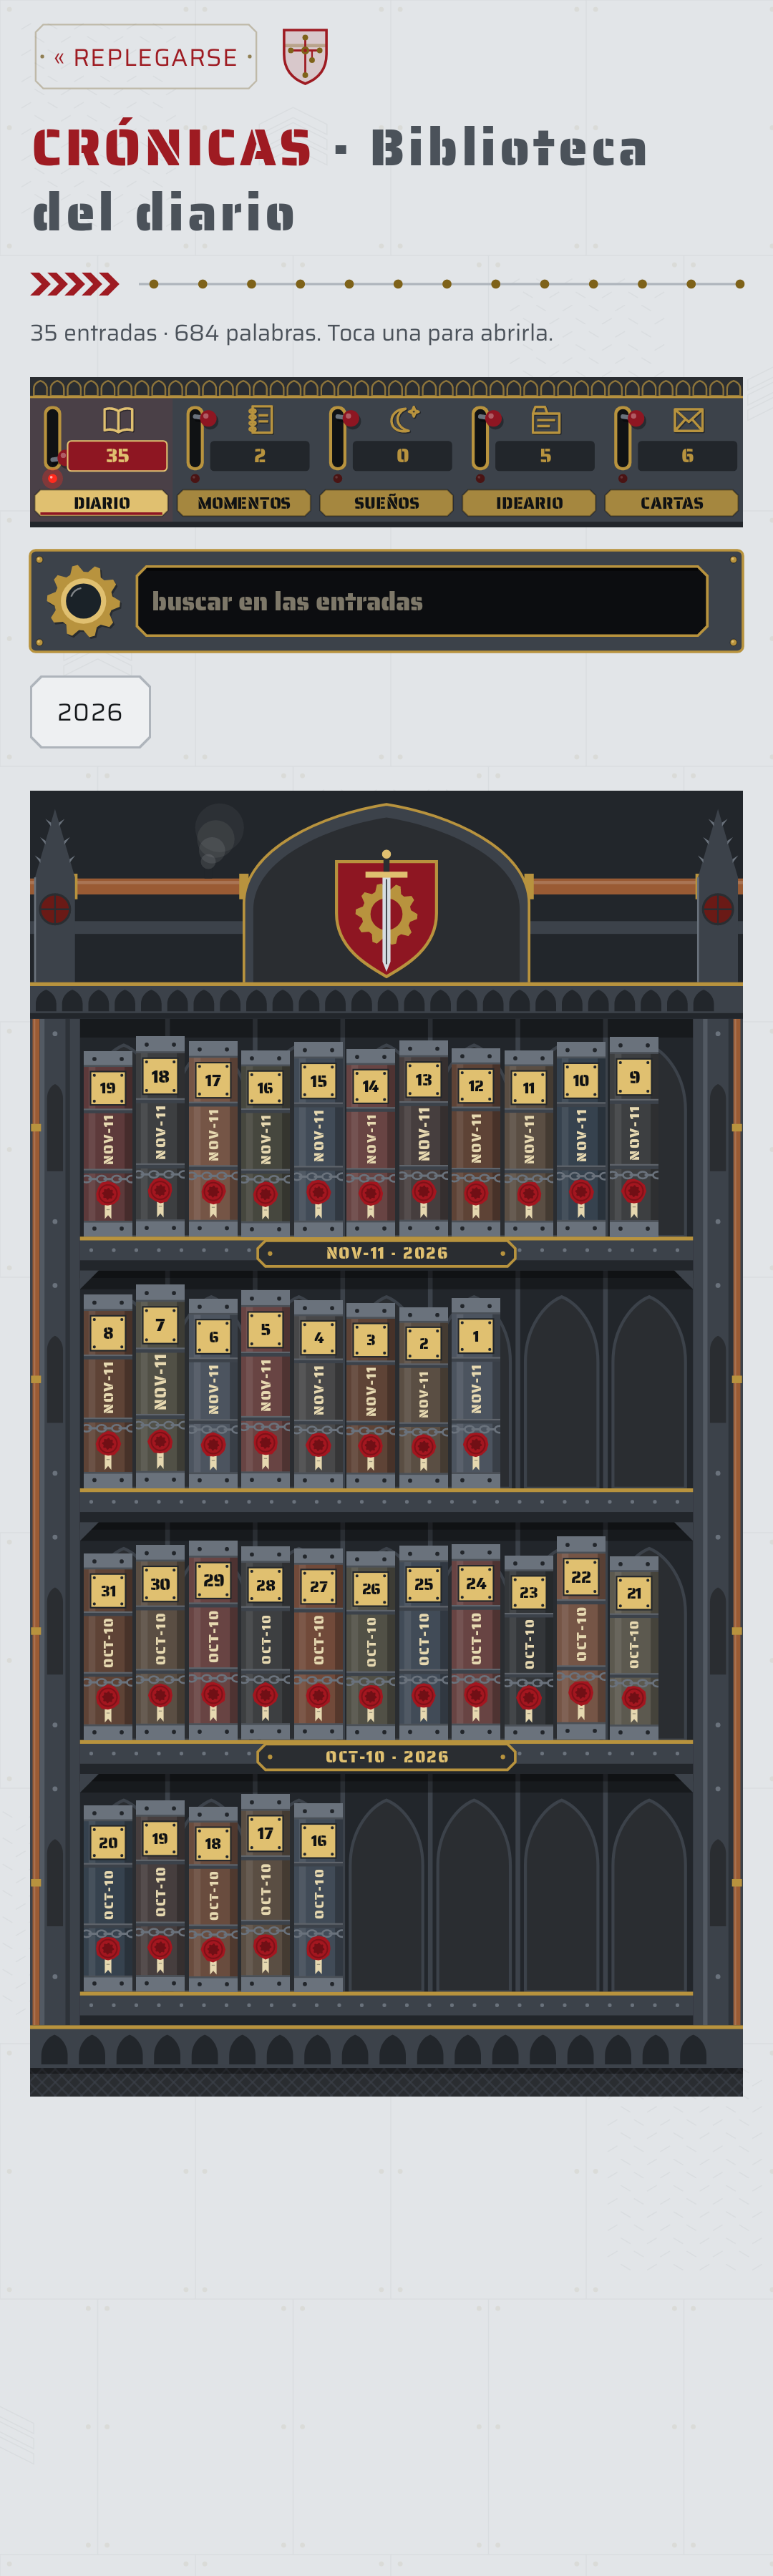 « REPLEGARSE
CRÓNICAS · Biblioteca
del diario
35 entradas · 684 palabras. Toca una para abrirla.
35 2 0 5 6
DIARIO MOMENTOS SUEÑOS IDEARIO CARTAS
buscar en las entradas
2026
19 18 17 16 15 14 13 12 11 10 9
NOV-11 NOV-11 NOV-11 NOV-11 NOV-11 NOV-11 NOV-11 NOV-11 NOV-11 NOV-11 NOV-11
NOV-11 · 2026
8 7 6 5 4 3 2 1
NOV-11 NOV-11 NOV-11 NOV-11 NOV-11 NOV-11 NOV-11 NOV-11
31 30 29 28 27 26 25 24 23 22 21
OCT-10 OCT-10 OCT-10 OCT-10 OCT-10 OCT-10 OCT-10 OCT-10 OCT-10 OCT-10 OCT-10
OCT-10 · 2026
20 19 18 17 16
OCT-10 OCT-10 OCT-10 OCT-10 OCT-10